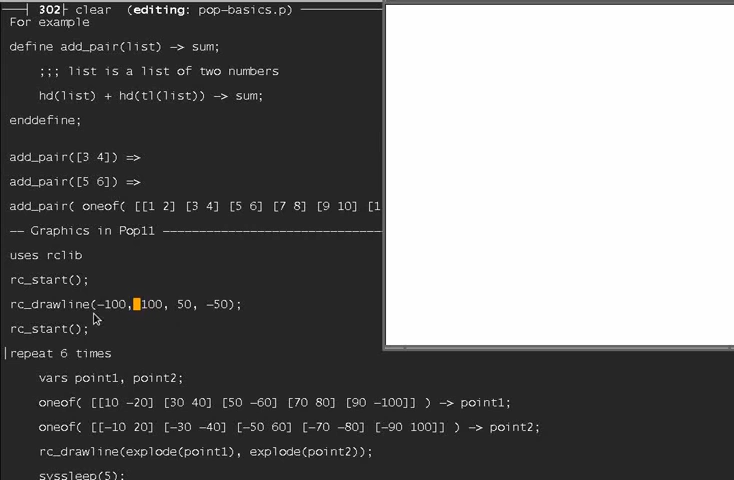 302 clear (editing: pop-basics.p)
For example
define add_pair(list) -> sum;
;;; list is a list of two numbers
hd(list) + hd(tl(list)) -> sum;
enddefine;
add_pair([3 4]) =>
add_pair([5 6]) =>
add_pair( oneof( [[1 2] [3 4] [5 6] [7 8] [9 10] [1
-- Graphics in Pop11 ----------------------------
uses rclib
rc_start();
rc_drawline(-100, 100, 50, -50);
rc_start();
repeat 6 times
vars point1, point2;
oneof( [[10 -20] [30 40] [50 -60] [70 80] [90 -100]] ) -> point1;
oneof( [[-10 20] [-30 -40] [-50 60] [-70 -80] [-90 100]] ) -> point2;
rc_drawline(explode(point1), explode(point2));
syssleep(5);